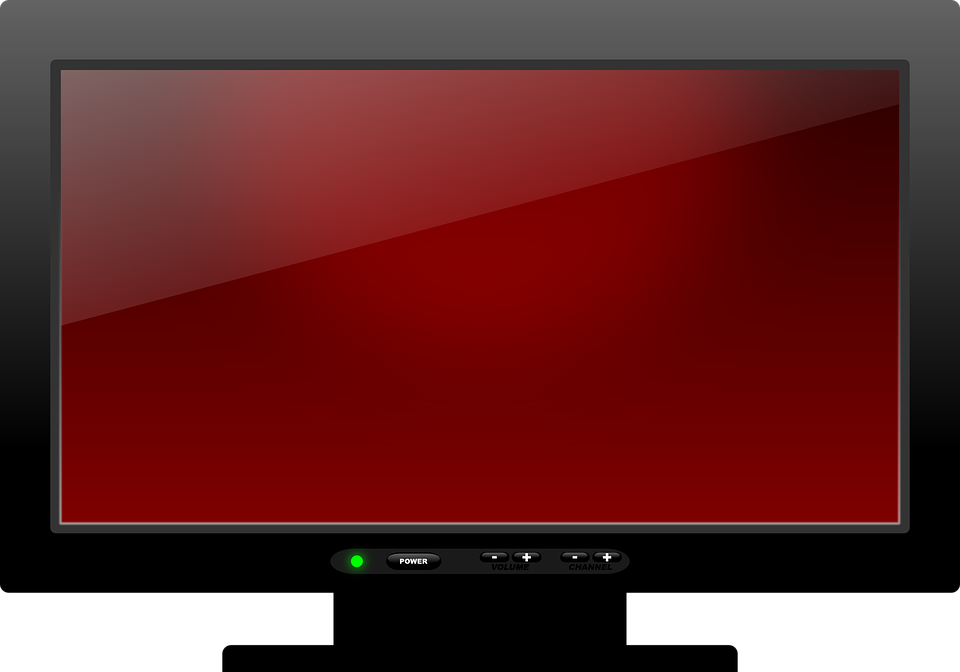 POWER
- +
- +
VOLUME
CHANNEL